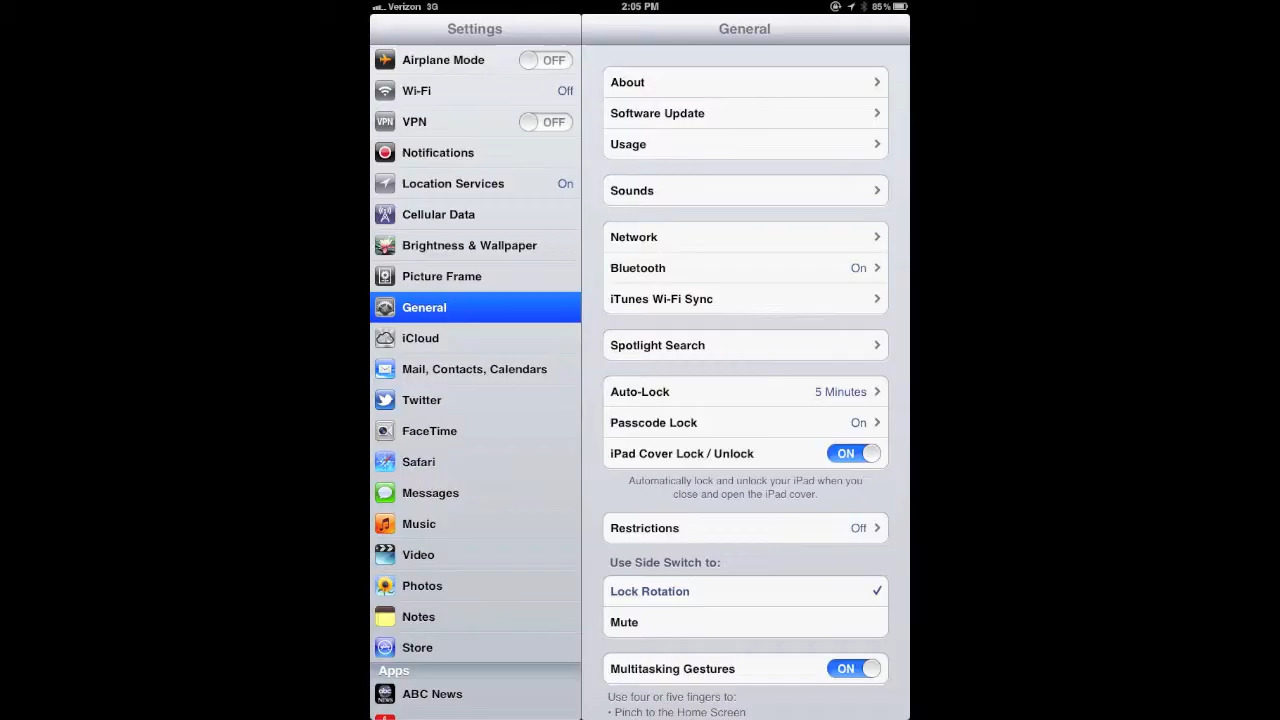 Verizon 3G 2:05 PM 85%
Settings
Airplane Mode OFF
Wi-Fi Off
VPN VPN OFF
Notifications
Location Services On
Cellular Data
Brightness & Wallpaper
Picture Frame
General
iCloud
Mail, Contacts, Calendars
Twitter
FaceTime
Safari
Messages
Music
Video
Photos
Notes
Store
Apps
abc NEWS ABC News
General
About
Software Update
Usage
Sounds
Network
Bluetooth On
iTunes Wi-Fi Sync
Spotlight Search
Auto-Lock 5 Minutes
Passcode Lock On
iPad Cover Lock / Unlock ON
Automatically lock and unlock your iPad when you
close and open the iPad cover.
Restrictions Off
Use Side Switch to:
Lock Rotation
Mute
Multitasking Gestures ON
Use four or five fingers to:
• Pinch to the Home Screen